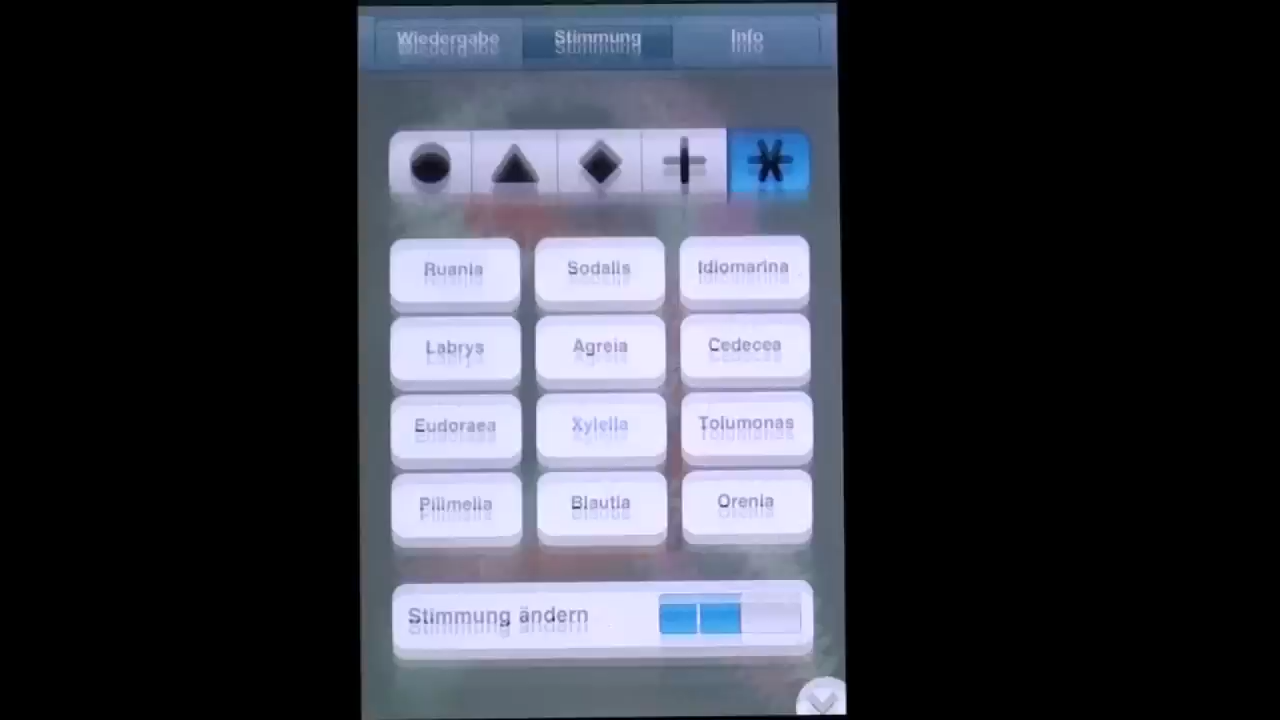 Wiedergabe Stimmung Info
Ruania Sodalis Idiomarina
Labrys Agreia Cedecea
Eudoraea Xylella Tolumonas
Pilimelia Blautia Orenia
Stimmung ändern